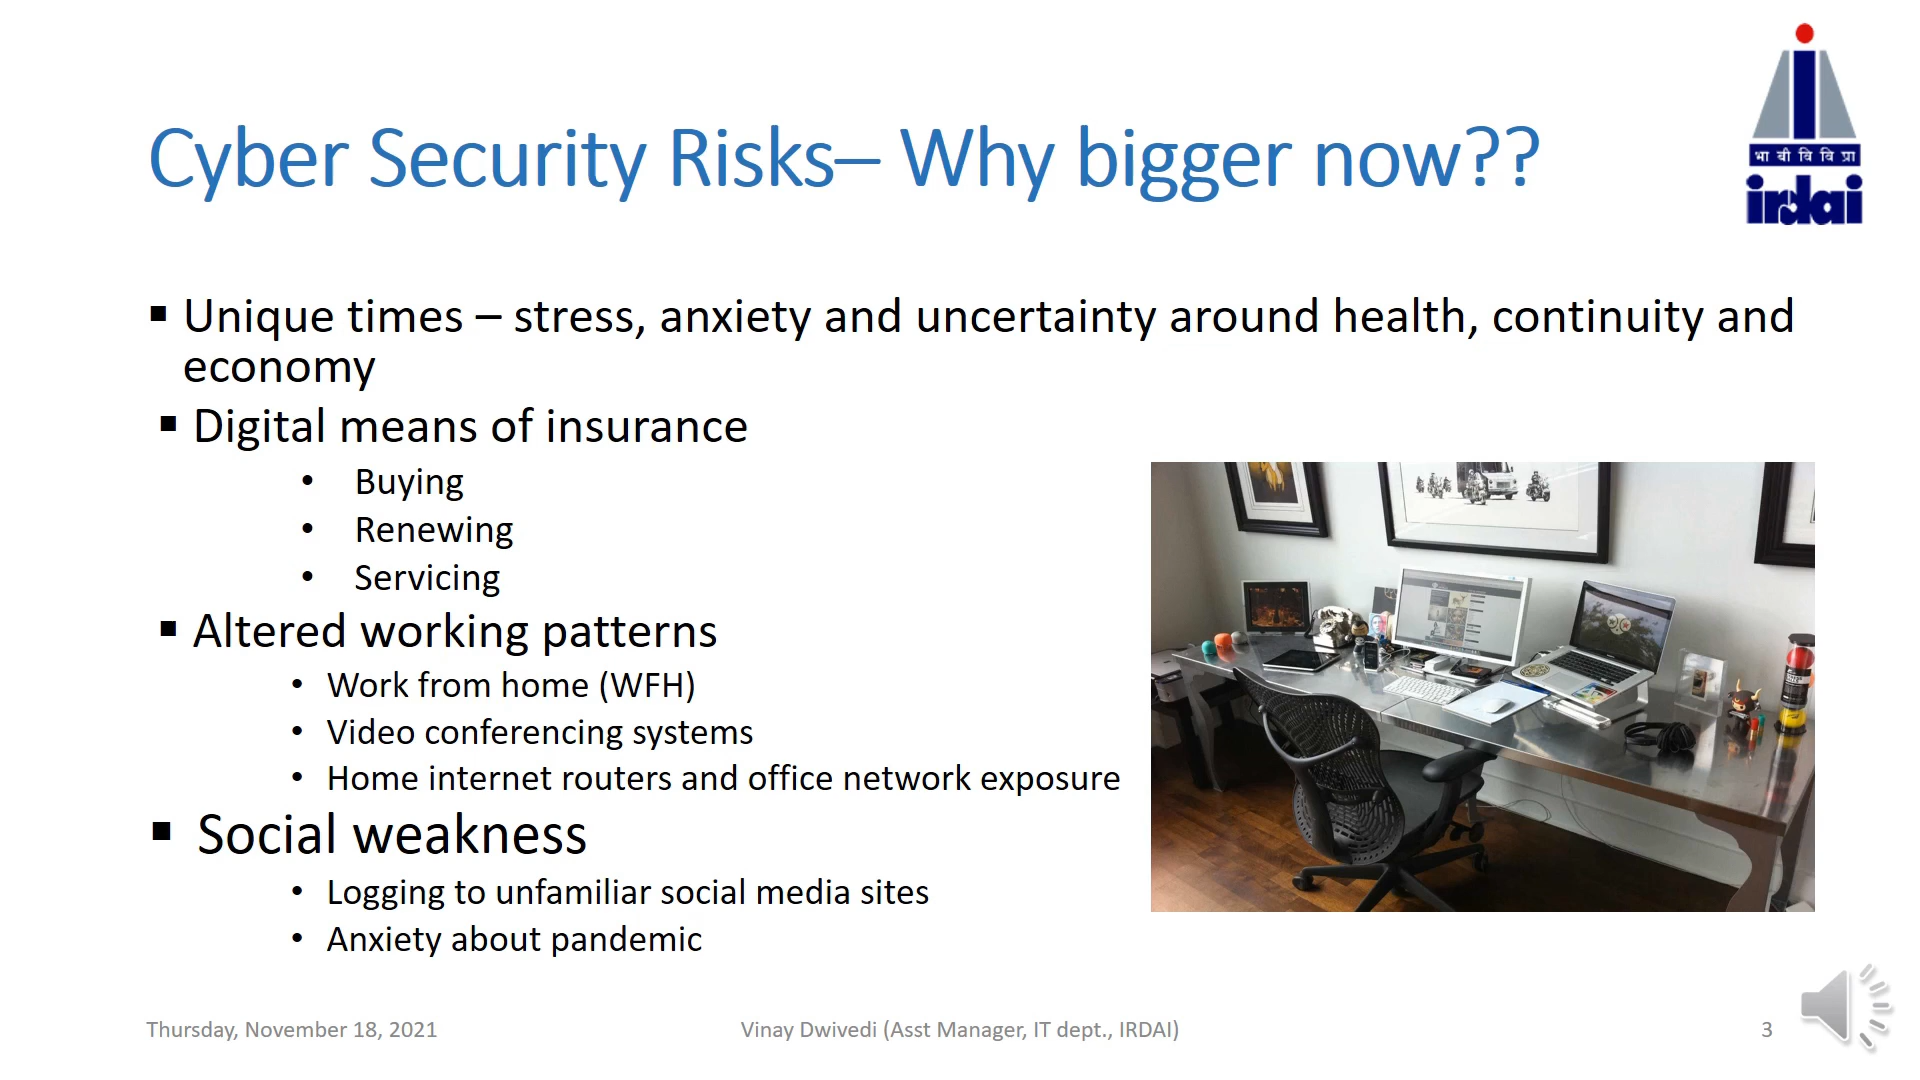 Cyber Security Risks– Why bigger now??
भा बी वि वि प्रा
irdai
▪ Unique times – stress, anxiety and uncertainty around health, continuity and
economy
▪ Digital means of insurance
• Buying
• Renewing
• Servicing
▪ Altered working patterns
• Work from home (WFH)
• Video conferencing systems
• Home internet routers and office network exposure
▪ Social weakness
• Logging to unfamiliar social media sites
• Anxiety about pandemic
Thursday, November 18, 2021
Vinay Dwivedi (Asst Manager, IT dept., IRDAI)
3